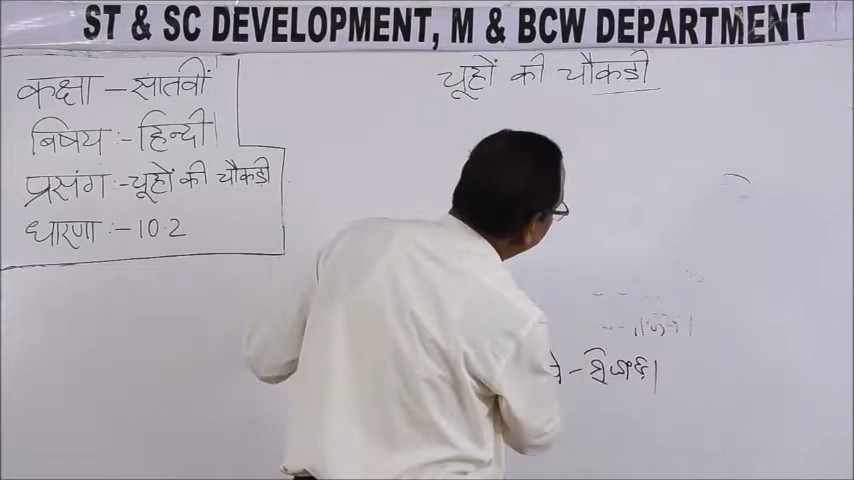 ST & SC DEVELOPMENT, M & BCW DEPARTMENT
कक्षा – सातवीं
बिषय :- हिन्दी
प्रसंग :- चूहों की चौकड़ी
धारणा :- 10.2
चूहों की चौकडी